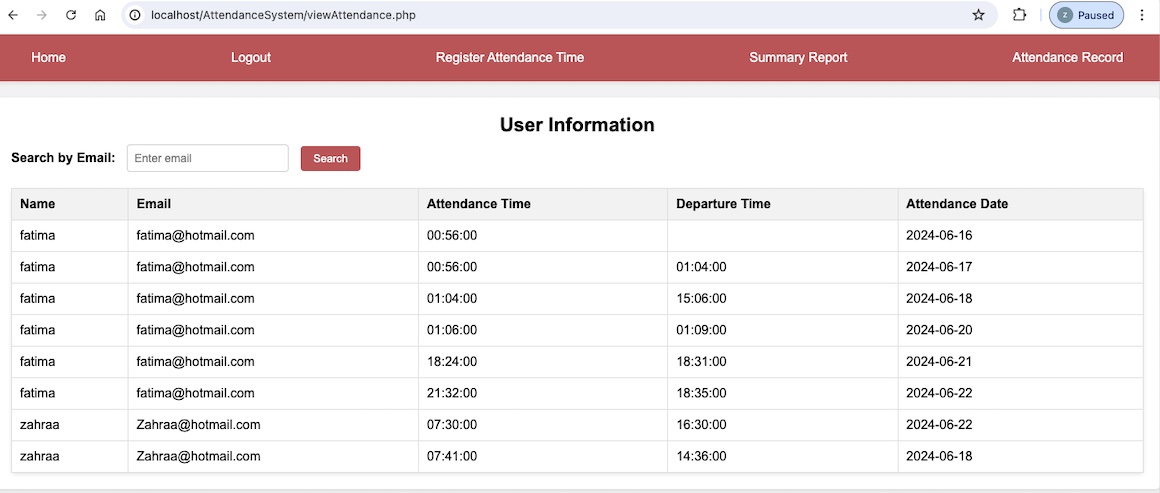 localhost/AttendanceSystem/viewAttendance.php Z Paused
Home Logout Register Attendance Time Summary Report Attendance Record
User Information
Search by Email: Enter email Search
Name Email Attendance Time Departure Time Attendance Date
fatima fatima@hotmail.com 00:56:00 2024-06-16
fatima fatima@hotmail.com 00:56:00 01:04:00 2024-06-17
fatima fatima@hotmail.com 01:04:00 15:06:00 2024-06-18
fatima fatima@hotmail.com 01:06:00 01:09:00 2024-06-20
fatima fatima@hotmail.com 18:24:00 18:31:00 2024-06-21
fatima fatima@hotmail.com 21:32:00 18:35:00 2024-06-22
zahraa Zahraa@hotmail.com 07:30:00 16:30:00 2024-06-22
zahraa Zahraa@hotmail.com 07:41:00 14:36:00 2024-06-18